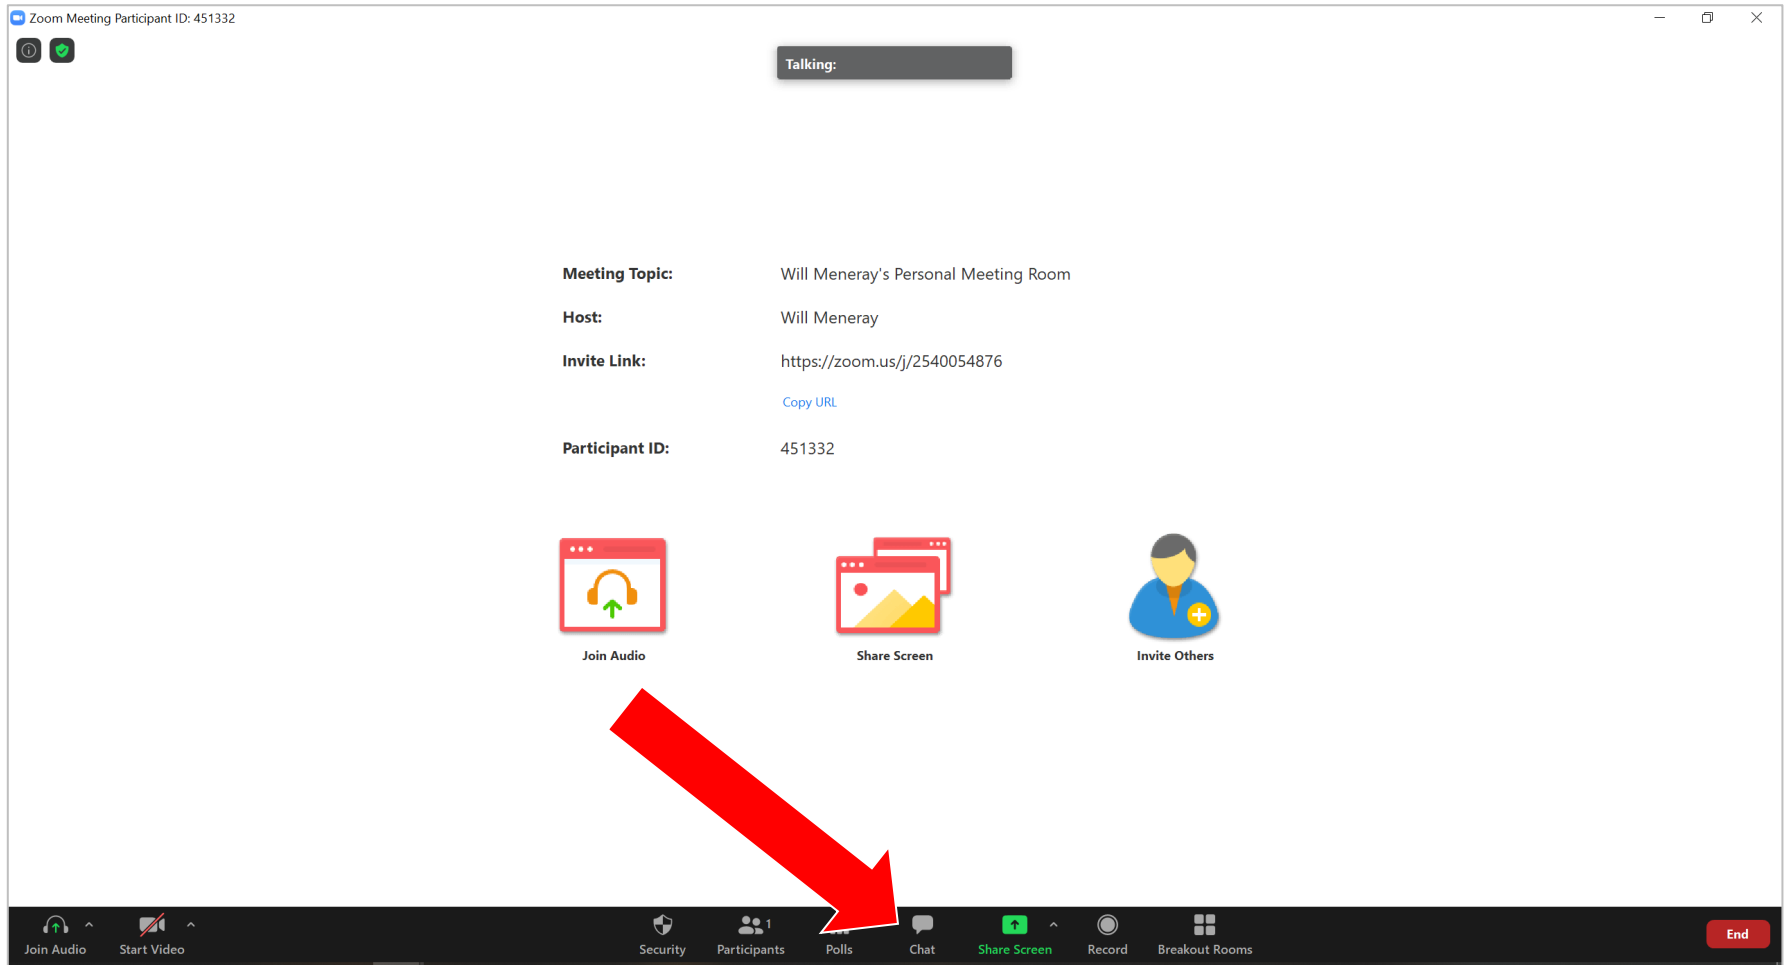 Zoom Meeting Participant ID: 451332
Talking:
Meeting Topic: Will Meneray's Personal Meeting Room
Host: Will Meneray
Invite Link: https://zoom.us/j/2540054876
Copy URL
Participant ID: 451332
Join Audio Share Screen Invite Others
1
Join Audio Start Video Security Participants Polls Chat Share Screen Record Breakout Rooms End